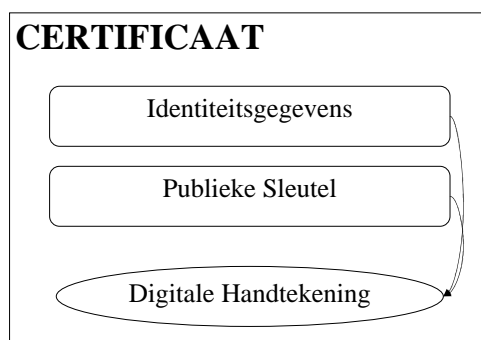 CERTIFICAAT
Identiteitsgegevens
Publieke Sleutel
Digitale Handtekening